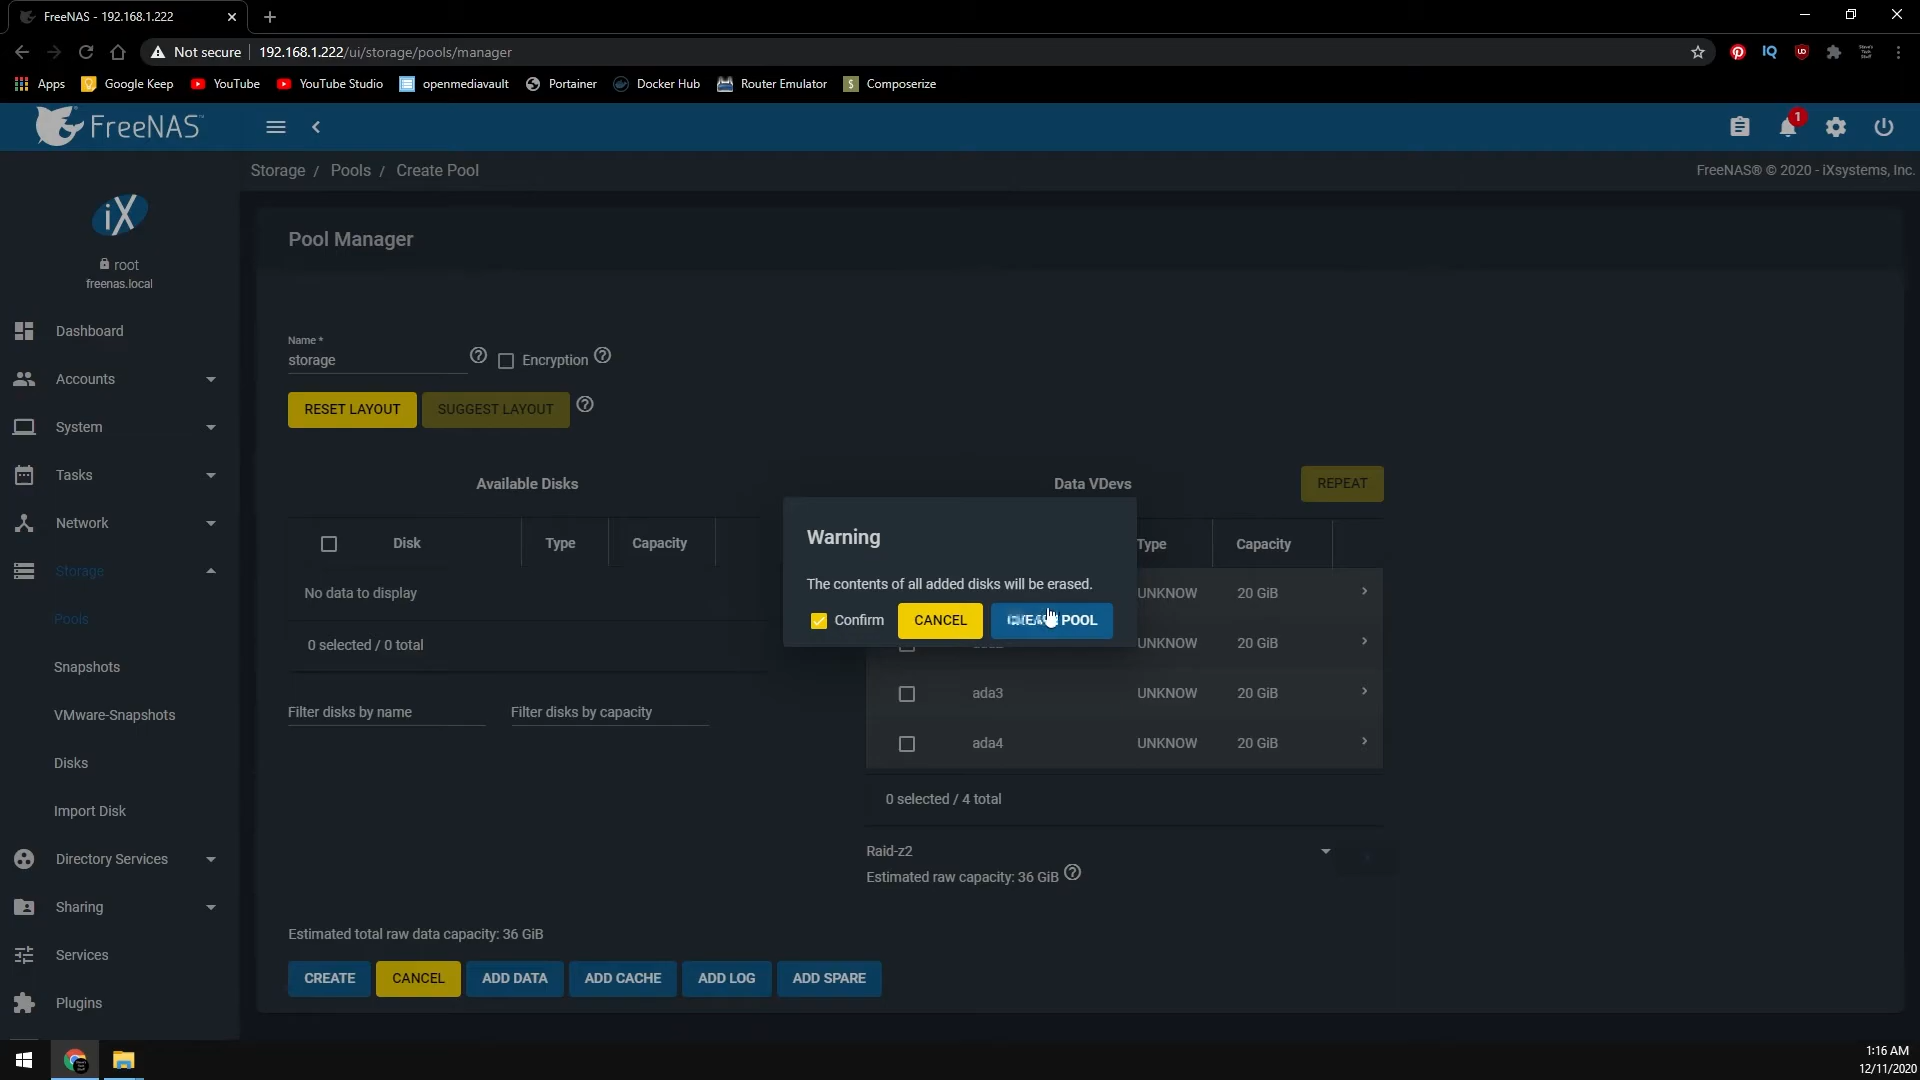 FreeNAS - 192.168.1.222
Not secure 192.168.1.222/ui/storage/pools/manager
Apps Google Keep YouTube YouTube Studio openmediavault Portainer Docker Hub Router Emulator Composerize
FreeNAS 1
Storage / Pools / Create Pool FreeNAS® © 2020 - iXsystems, Inc.
iX
root
freenas.local
Dashboard
Accounts
System
Tasks
Network
Storage
Pools
Snapshots
VMware-Snapshots
Disks
Import Disk
Directory Services
Sharing
Services
Plugins
Pool Manager
Name *
storage Encryption
RESET LAYOUT SUGGEST LAYOUT
Available Disks
Disk Type Capacity
No data to display
0 selected / 0 total
Filter disks by name Filter disks by capacity
Data VDevs REPEAT
Type Capacity
UNKNOW 20 GiB
UNKNOW 20 GiB
ada3 UNKNOW 20 GiB
ada4 UNKNOW 20 GiB
0 selected / 4 total
Raid-z2
Estimated raw capacity: 36 GiB
Warning
The contents of all added disks will be erased.
Confirm CANCEL CREATE POOL
Estimated total raw data capacity: 36 GiB
CREATE CANCEL ADD DATA ADD CACHE ADD LOG ADD SPARE
1:16 AM
12/11/2020